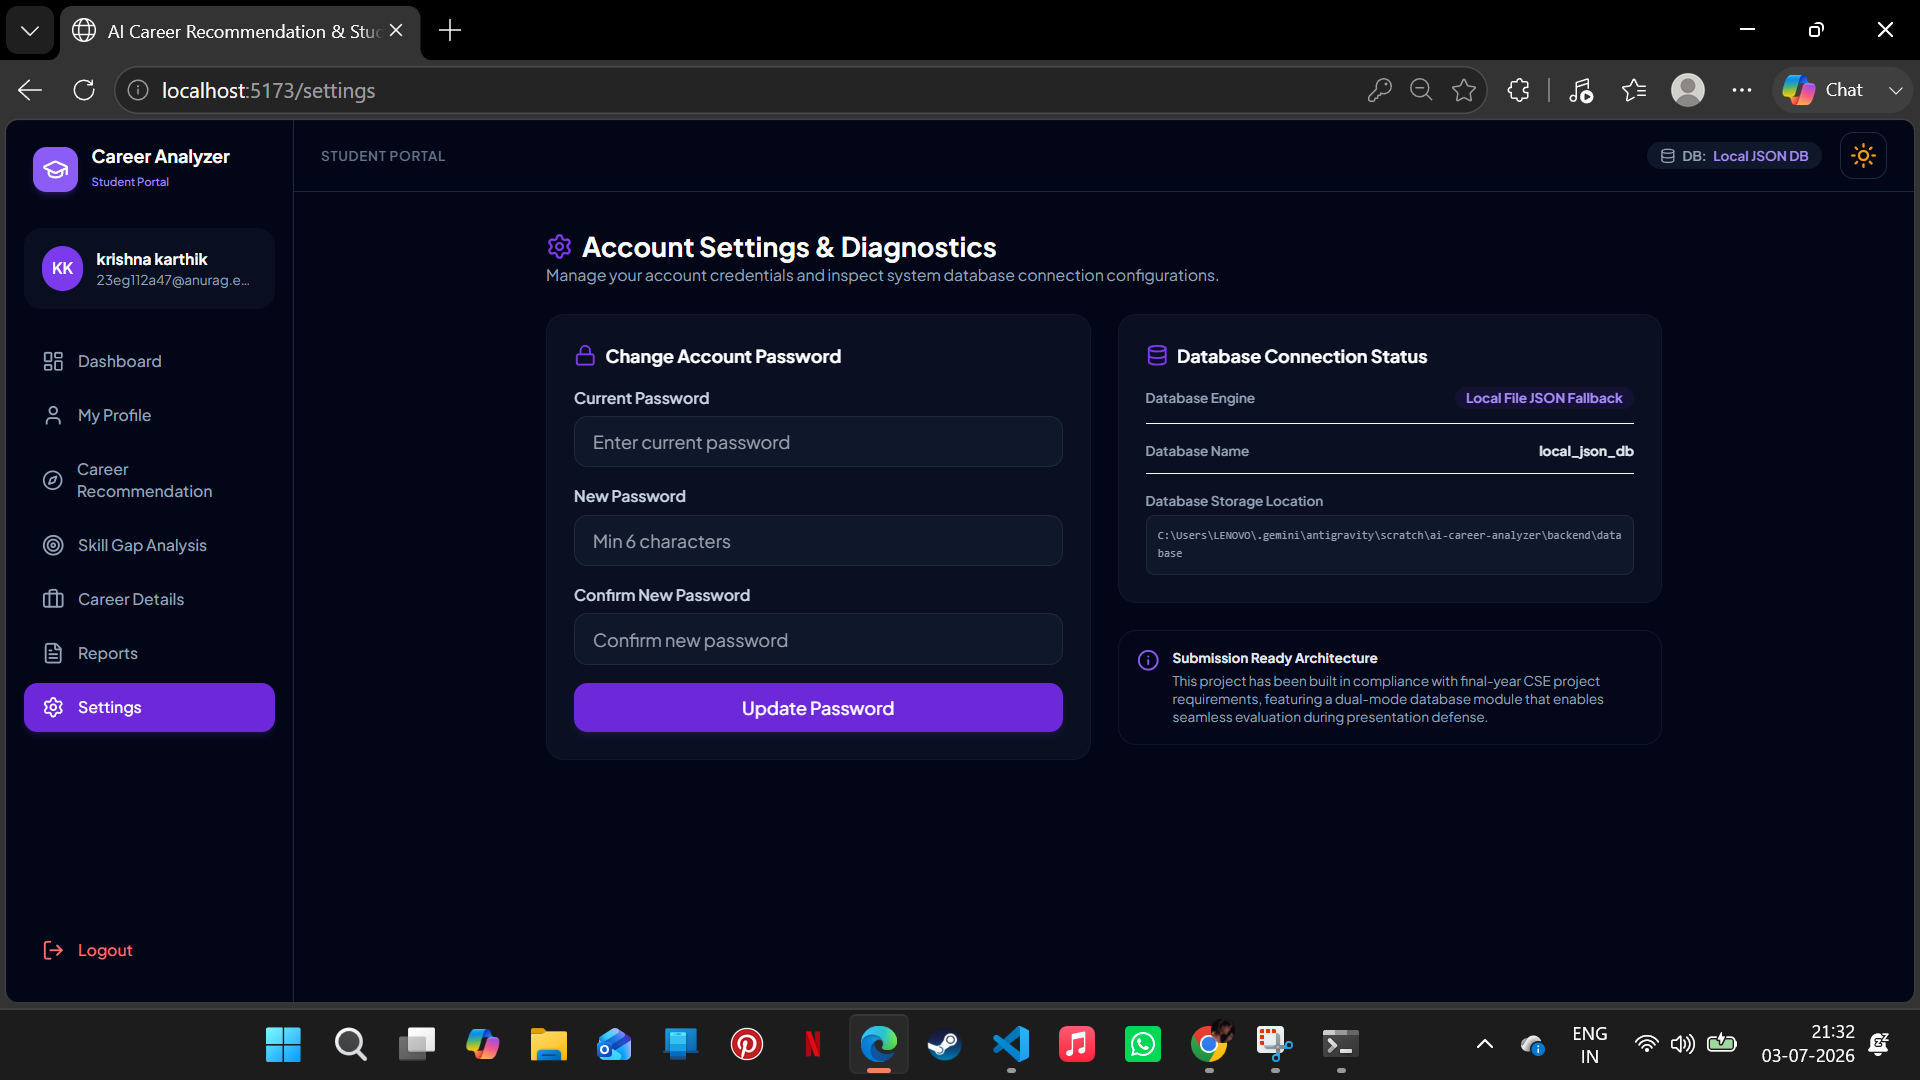 AI Career Recommendation & Stu
localhost:5173/settings
Chat
Career Analyzer
Student Portal
STUDENT PORTAL
DB: Local JSON DB
KK
krishna karthik
23eg112a47@anurag.e...
Dashboard
My Profile
Career
Recommendation
Skill Gap Analysis
Career Details
Reports
Settings
Logout
Account Settings & Diagnostics
Manage your account credentials and inspect system database connection configurations.
Change Account Password
Current Password
Enter current password
New Password
Min 6 characters
Confirm New Password
Confirm new password
Update Password
Database Connection Status
Database Engine Local File JSON Fallback
Database Name local_json_db
Database Storage Location
C:\Users\LENOVO\.gemini\antigravity\scratch\ai-career-analyzer\backend\data
base
Submission Ready Architecture
This project has been built in compliance with final-year CSE project
requirements, featuring a dual-mode database module that enables
seamless evaluation during presentation defense.
ENG
IN
21:32
03-07-2026